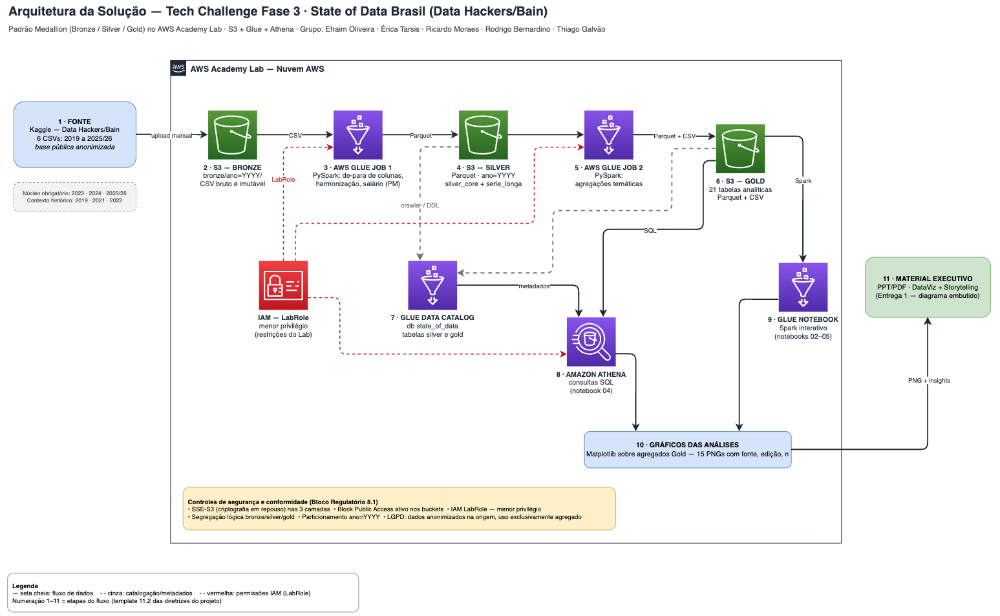 Arquitetura da Solução — Tech Challenge Fase 3 · State of Data Brasil (Data Hackers/Bain)
Padrão Medallion (Bronze / Silver / Gold) no AWS Academy Lab · S3 + Glue + Athena · Grupo: Efraim Oliveira · Érica Tarsis · Ricardo Moraes · Rodrigo Bernardino · Thiago Galvão
aws
AWS Academy Lab — Nuvem AWS
1 · FONTE
Kaggle — Data Hackers/Bain
6 CSVs: 2019 a 2025/26
base pública anonimizada
Núcleo obrigatório: 2023 · 2024 · 2025/26
Contexto histórico: 2019 · 2021 · 2022
upload manual
2 · S3 — BRONZE
bronze/ano=YYYY/
CSV bruto e imutável
CSV
3 · AWS GLUE JOB 1
PySpark: de-para de colunas,
harmonização, salário (PM)
Parquet
4 · S3 — SILVER
Parquet · ano=YYYY
silver_core + serie_longa
5 · AWS GLUE JOB 2
PySpark:
agregações temáticas
Parquet + CSV
6 · S3 — GOLD
21 tabelas analíticas
Parquet + CSV
Spark
LabRole
crawler / DDL
SQL
IAM — LabRole
menor privilégio
(restrições do Lab)
7 · GLUE DATA CATALOG
db state_of_data
tabelas silver e gold
metadados
8 · AMAZON ATHENA
consultas SQL
(notebook 04)
9 · GLUE NOTEBOOK
Spark interativo
(notebooks 02–05)
11 · MATERIAL EXECUTIVO
PPT/PDF · DataViz + Storytelling
(Entrega 1 — diagrama embutido)
PNG + insights
10 · GRÁFICOS DAS ANÁLISES
Matplotlib sobre agregados Gold — 15 PNGs com fonte, edição, n
Controles de segurança e conformidade (Bloco Regulatório 8.1)
• SSE-S3 (criptografia em repouso) nas 3 camadas • Block Public Access ativo nos buckets • IAM LabRole — menor privilégio
• Segregação lógica bronze/silver/gold • Particionamento ano=YYYY • LGPD: dados anonimizados na origem, uso exclusivamente agregado
Legenda
— seta cheia: fluxo de dados - - cinza: catalogação/metadados - - vermelha: permissões IAM (LabRole)
Numeração 1–11 = etapas do fluxo (template 11.2 das diretrizes do projeto)